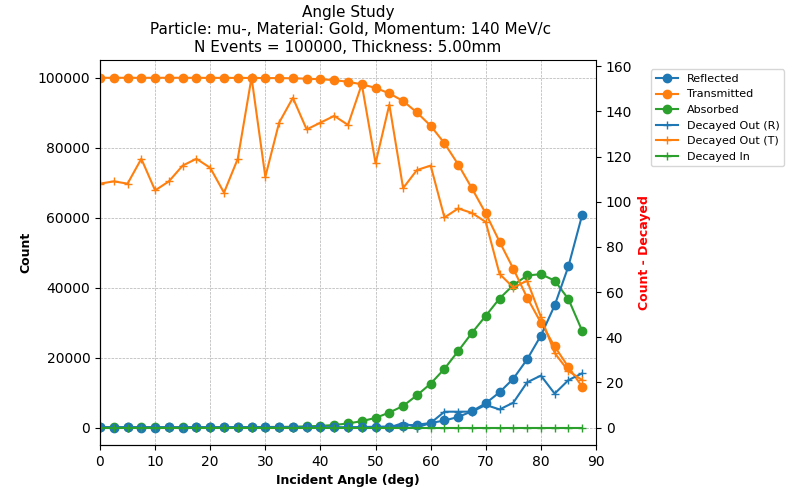 Angle Study
Particle: mu-, Material: Gold, Momentum: 140 MeV/c
N Events = 100000, Thickness: 5.00mm
100000
80000
60000
40000
20000
0
Count
160
140
120
100
80
60
40
20
0
Count - Decayed
0 10 20 30 40 50 60 70 80 90
Incident Angle (deg)
Reflected
Transmitted
Absorbed
Decayed Out (R)
Decayed Out (T)
Decayed In